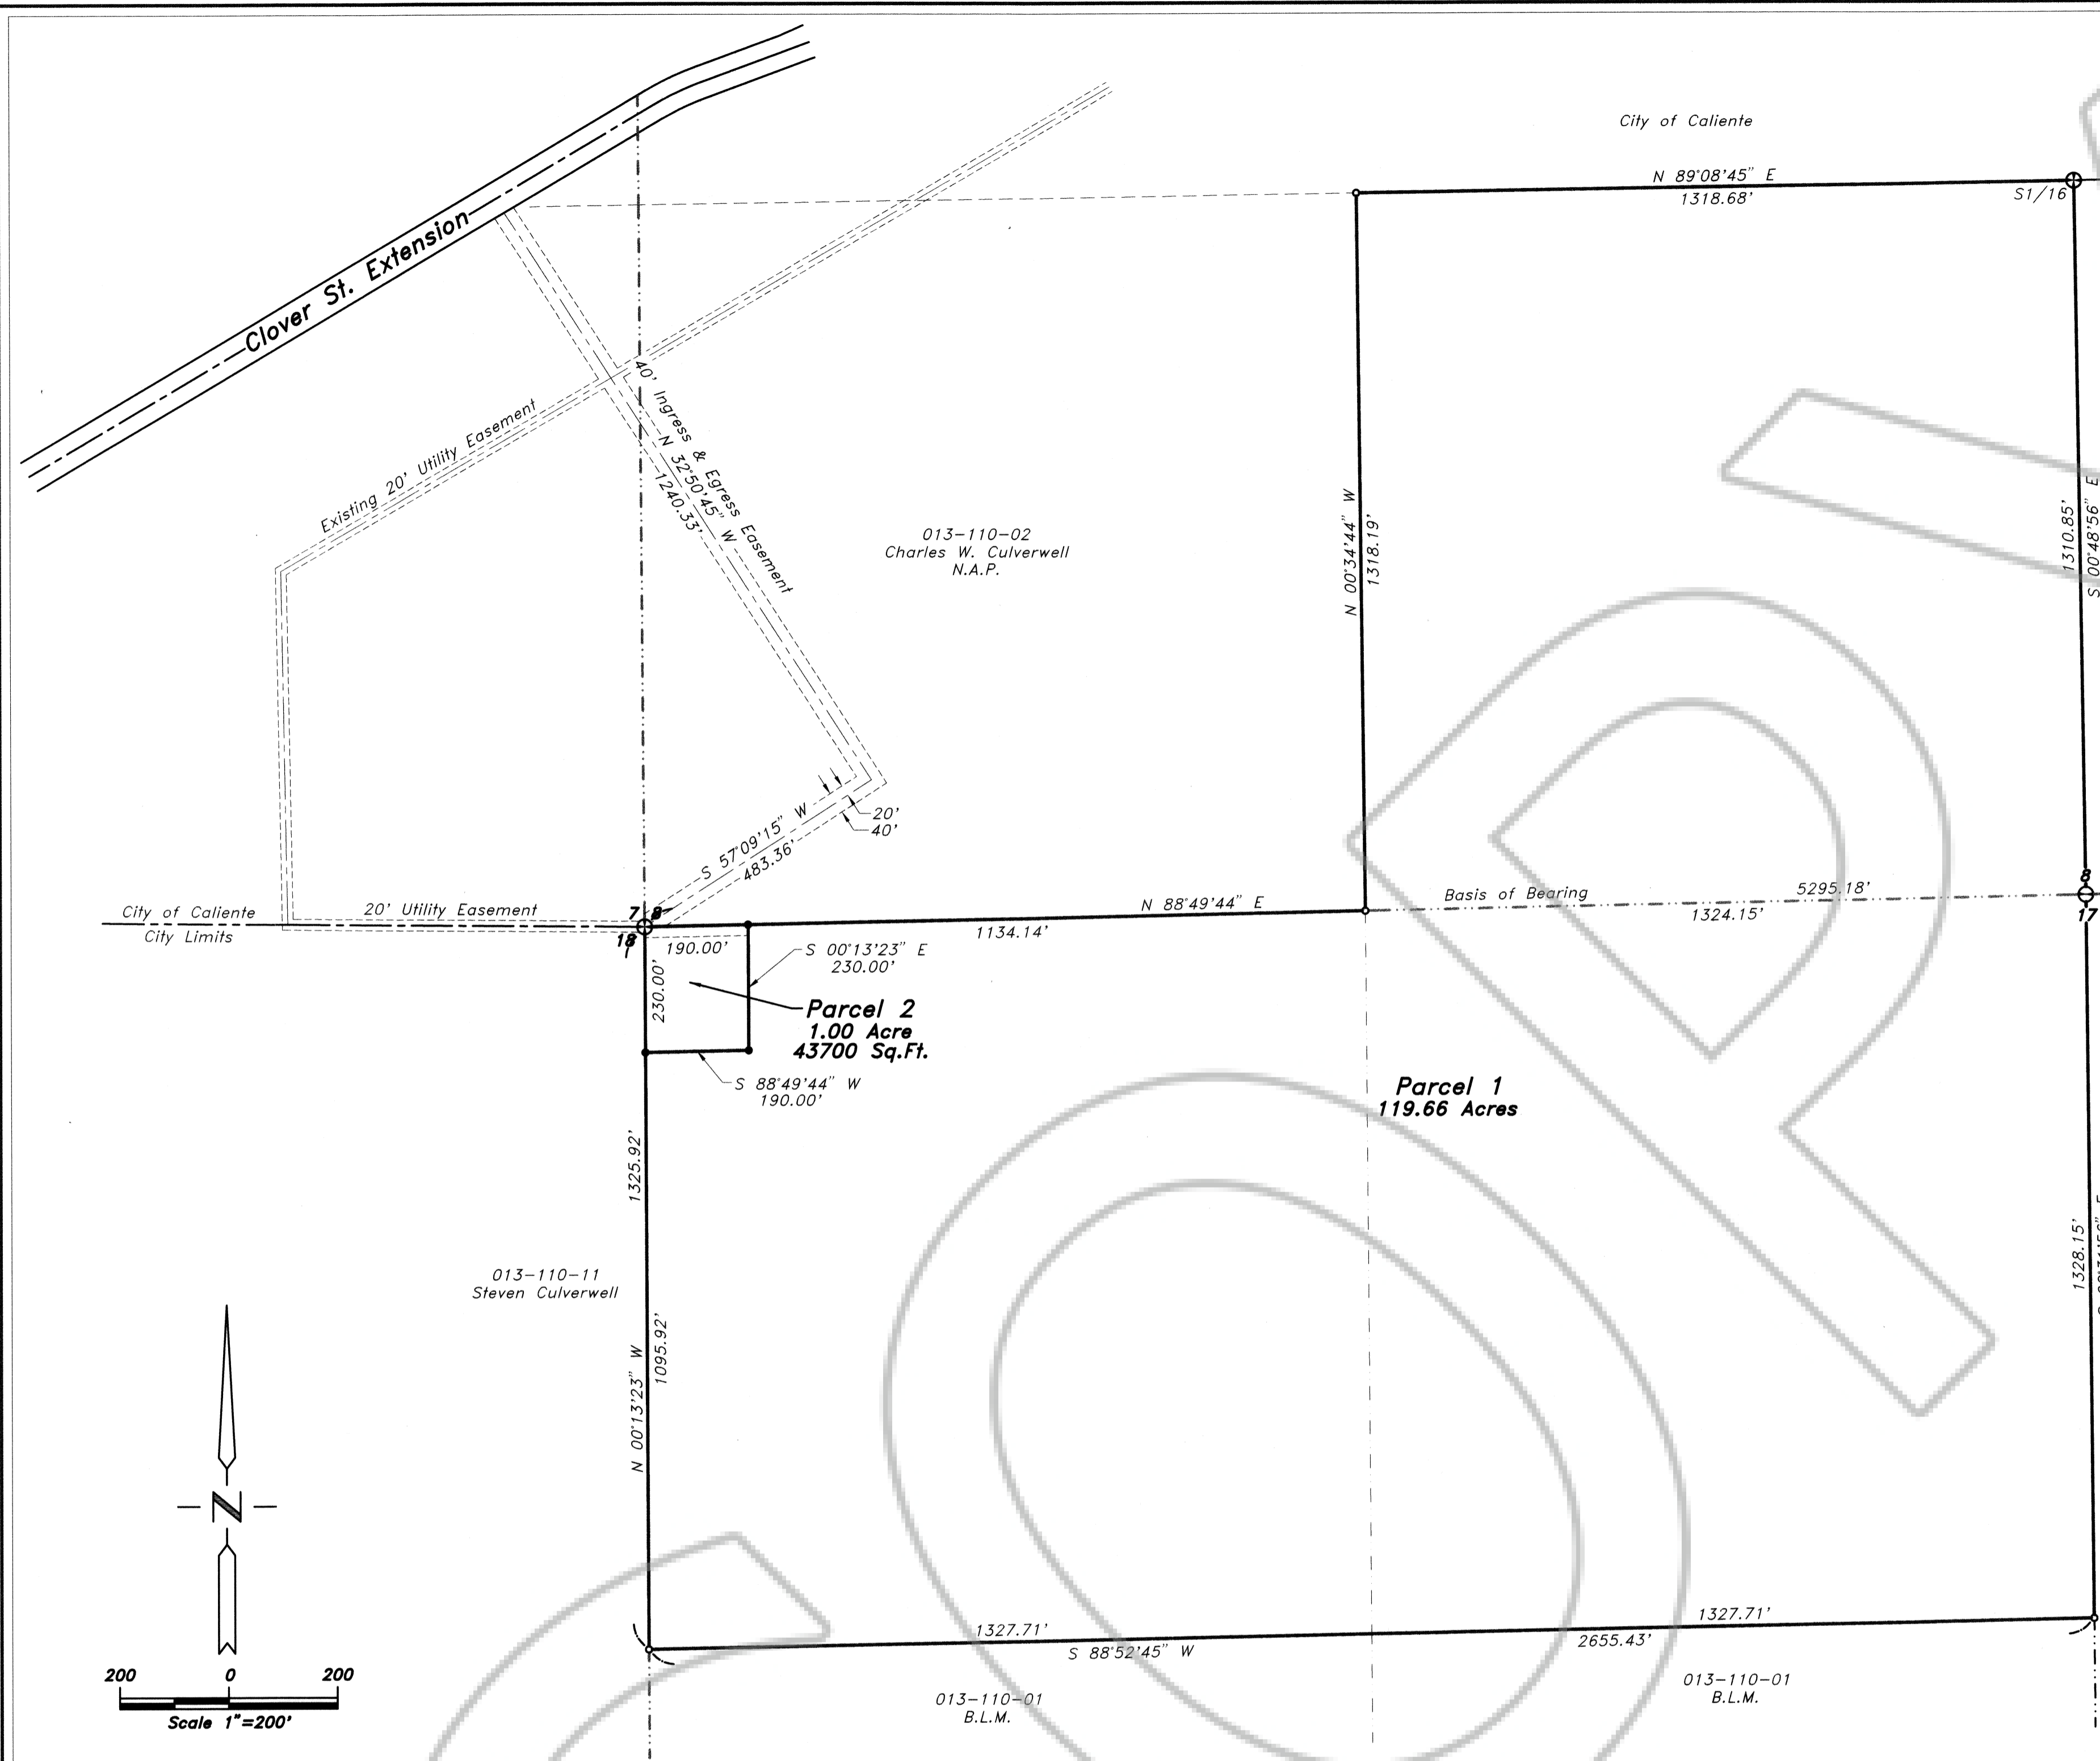 City of Caliente
N 89°08'45" E
1318.68'
S1/16
Clover St. Extension
Existing 20' Utility Easement
40' Ingress & Egress Easement
N 32°50'45" W
1240.33'
013-110-02
Charles W. Culverwell
N.A.P.
N 00°34'44" W
1318.19'
1310.85'
S 00°48'56" E
20'
40'
S 57°09'15" W
483.36'
City of Caliente
City Limits
20' Utility Easement
7 8
18
190.00'
N 88°49'44" E
1134.14'
Basis of Bearing
5295.18'
1324.15'
8
17
230.00'
S 00°13'23" E
230.00'
Parcel 2
1.00 Acre
43700 Sq.Ft.
S 88°49'44" W
190.00'
Parcel 1
119.66 Acres
1325.92'
N 00°13'23" W
1095.92'
1328.15'
013-110-11
Steven Culverwell
1327.71'
S 88°52'45" W
1327.71'
2655.43'
013-110-01
B.L.M.
013-110-01
B.L.M.
N
200 0 200
Scale 1"=200'